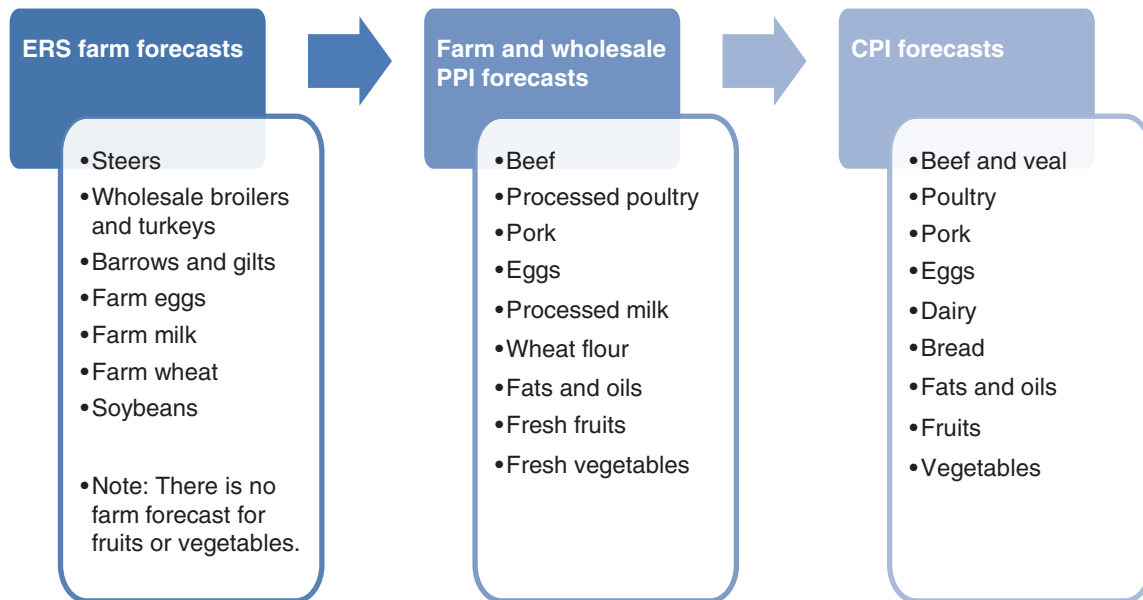 ERS farm forecasts
•Steers
•Wholesale broilers
and turkeys
•Barrows and gilts
•Farm eggs
•Farm milk
•Farm wheat
•Soybeans
•Note: There is no
farm forecast for
fruits or vegetables.
Farm and wholesale
PPI forecasts
•Beef
•Processed poultry
•Pork
•Eggs
•Processed milk
•Wheat flour
•Fats and oils
•Fresh fruits
•Fresh vegetables
CPI forecasts
•Beef and veal
•Poultry
•Pork
•Eggs
•Dairy
•Bread
•Fats and oils
•Fruits
•Vegetables